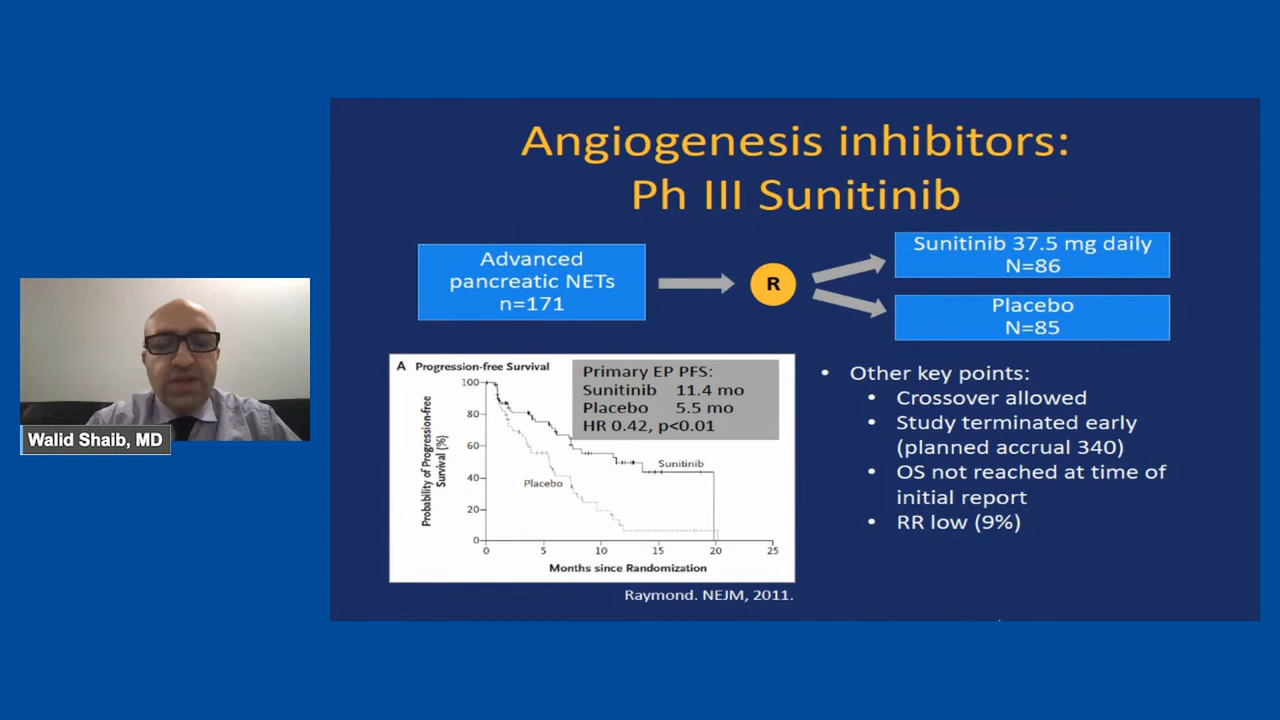 Angiogenesis inhibitors:
Ph III Sunitinib
Advanced
pancreatic NETs
n=171
R
Sunitinib 37.5 mg daily
N=86
Placebo
N=85
A Progression-free Survival
Primary EP PFS:
Sunitinib 11.4 mo
Placebo 5.5 mo
HR 0.42, p<0.01
Probability of Progression-free
Survival (%)
100
80
60
40
20
0
Sunitinib
Placebo
0 5 10 15 20 25
Months since Randomization
Raymond. NEJM, 2011.
• Other key points:
• Crossover allowed
• Study terminated early
(planned accrual 340)
• OS not reached at time of
initial report
• RR low (9%)
Walid Shaib, MD